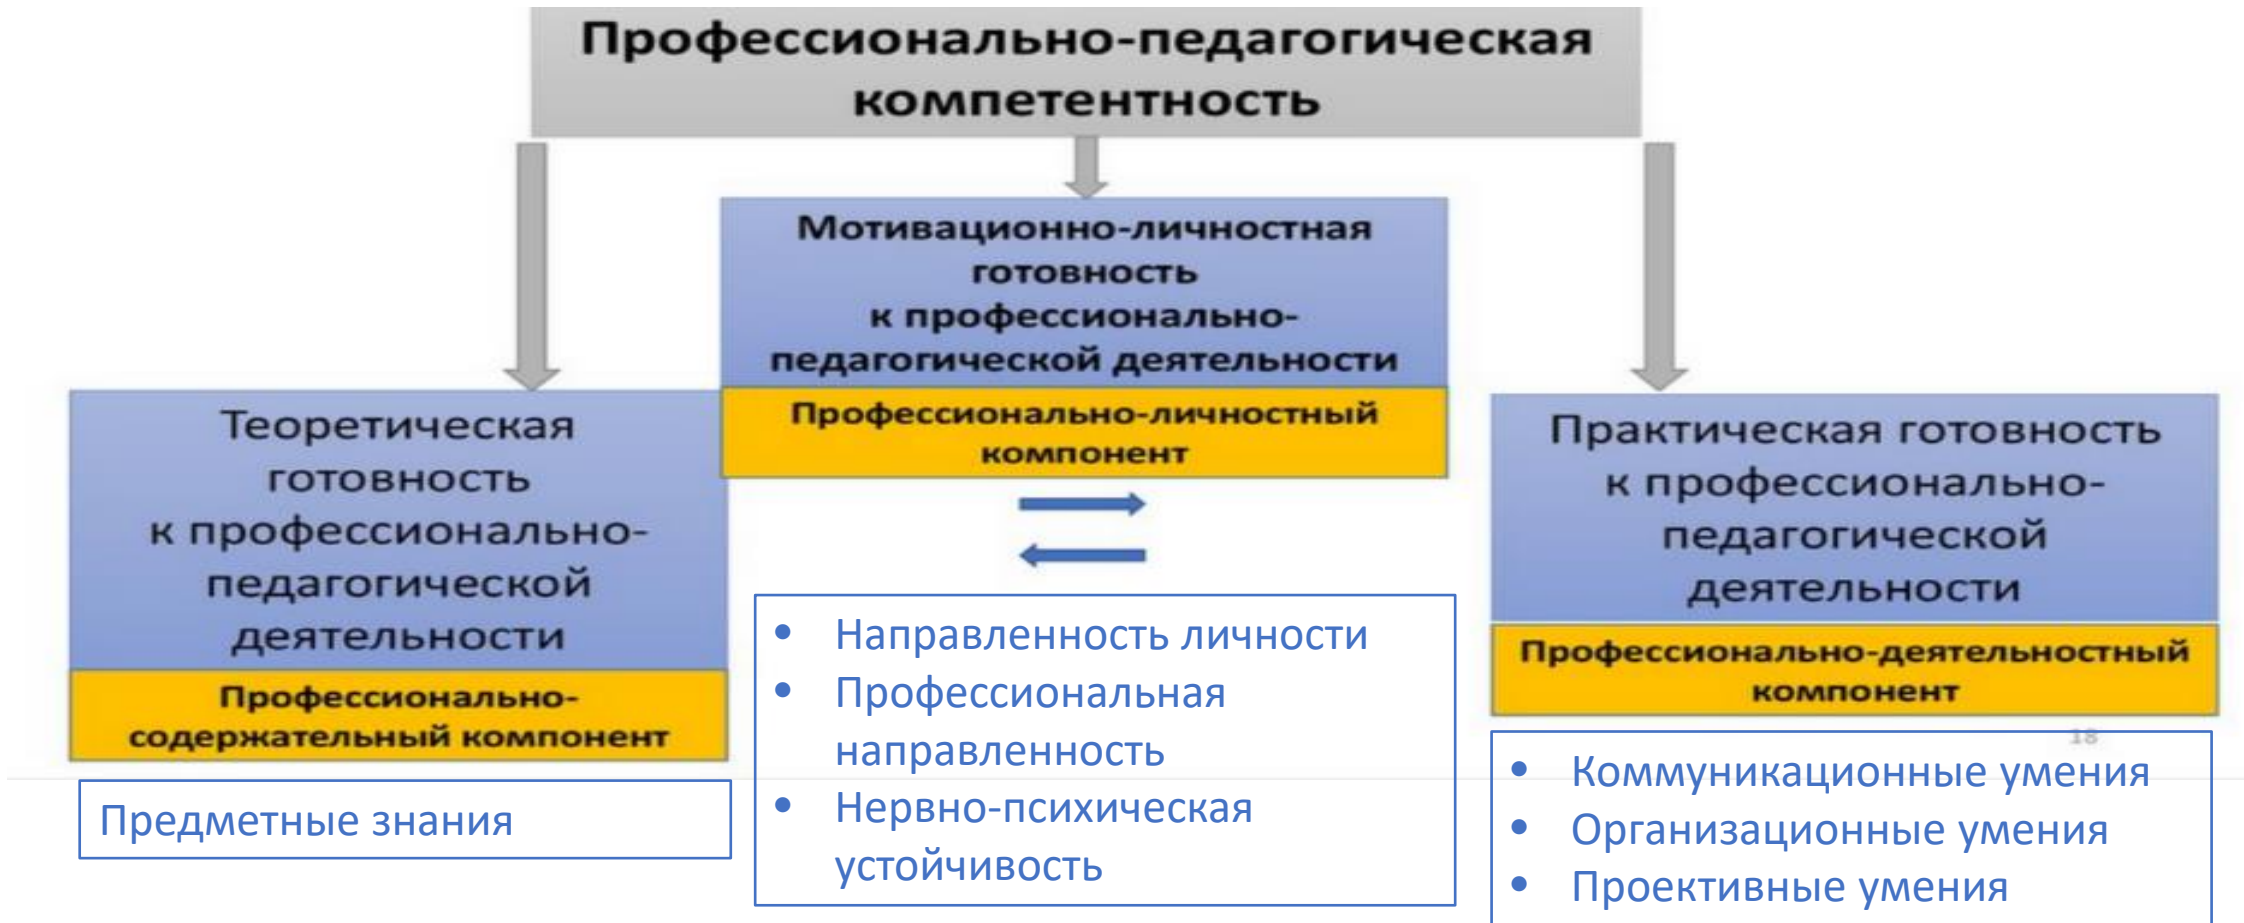 Профессионально-педагогическая
компетентность
Мотивационно-личностная
готовность
к профессионально-
педагогической деятельности
Профессионально-личностный
компонент
Теоретическая
готовность
к профессионально-
педагогической
деятельности
Профессионально-
содержательный компонент
Предметные знания
• Направленность личности
• Профессиональная
направленность
• Нервно-психическая
устойчивость
Практическая готовность
к профессионально-
педагогической
деятельности
Профессионально-деятельностный
компонент
18
• Коммуникационные умения
• Организационные умения
• Проективные умения